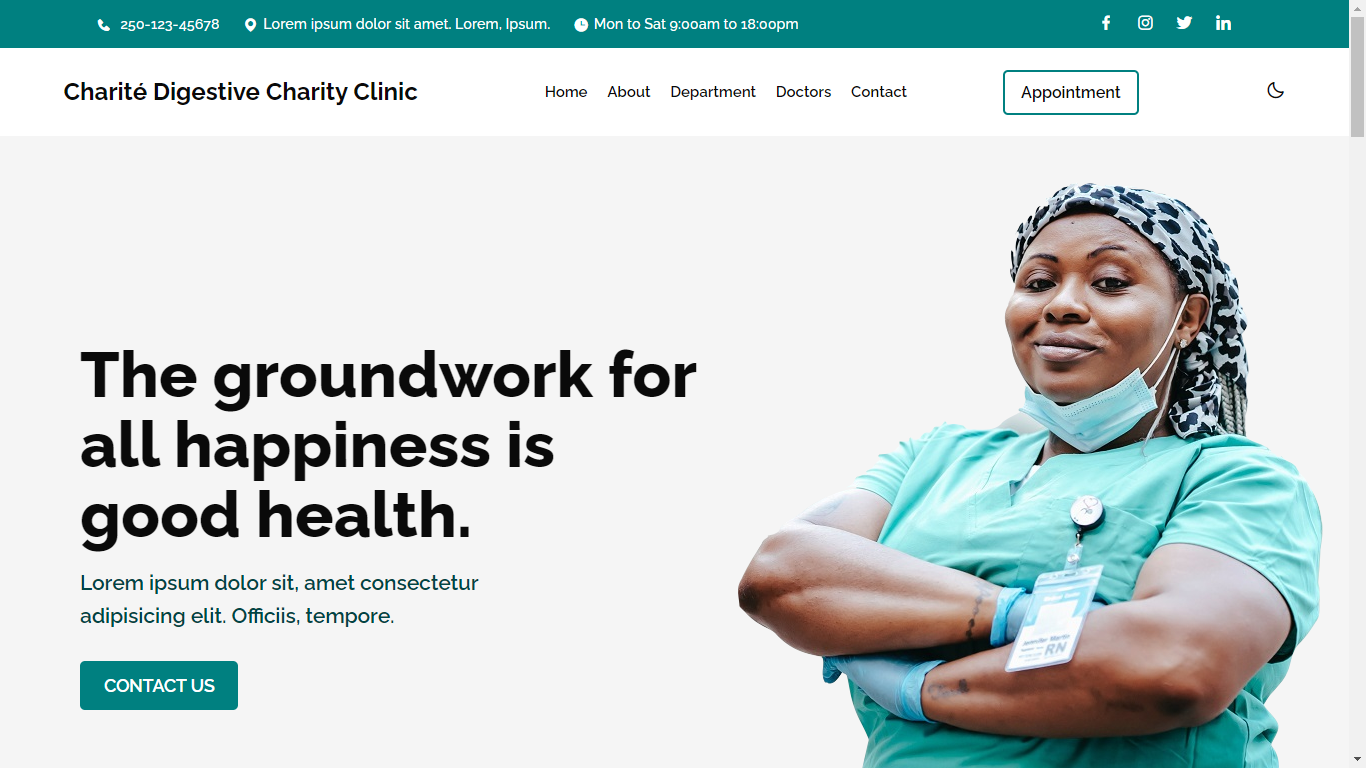 250-123-45678
Lorem ipsum dolor sit amet. Lorem, Ipsum.
Mon to Sat 9:00am to 18:00pm
Charité Digestive Charity Clinic
Home
About
Department
Doctors
Contact
Appointment
The groundwork for
all happiness is
good health.
Lorem ipsum dolor sit, amet consectetur
adipisicing elit. Officiis, tempore.
CONTACT US
RN